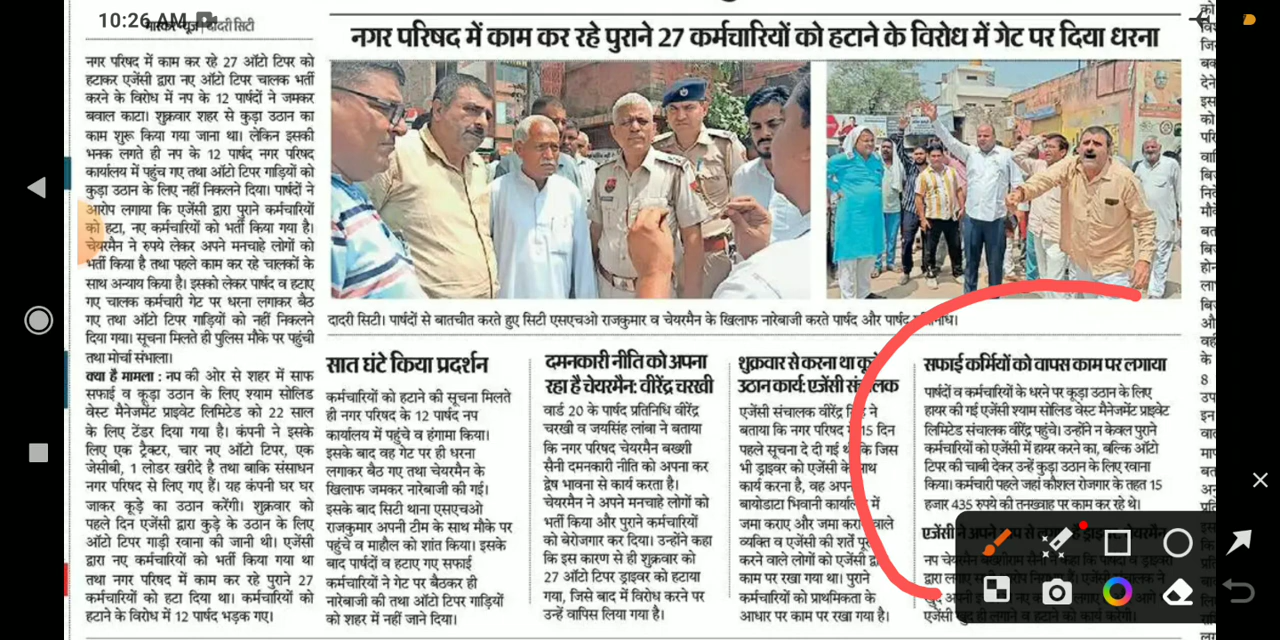 10:26 AM
दादरी सिटी
नगर परिषद में काम कर रहे पुराने 27 कर्मचारियों को हटाने के विरोध में गेट पर दिया धरना
नगर परिषद में काम कर रहे 27 ऑटो टिपर को
हटाकर एजेंसी द्वारा नए ऑटो टिपर चालक भर्ती
करने के विरोध में नप के 12 पार्षदों ने जमकर
बवाल काटा। शुक्रवार शहर से कुड़ा उठान का
काम शुरू किया गया जाना था। लेकिन इसकी
भनक लगते ही नप के 12 पार्षद नगर परिषद
कार्यालय में पहुंच गए तथा ऑटो टिपर गाड़ियों को
कुड़ा उठान के लिए नहीं निकलने दिया। पार्षदों ने
आरोप लगाया कि एजेंसी द्वारा पुराने कर्मचारियों
को हटा, नए कर्मचारियों को भर्ती किया गया है।
चेयरमैन ने रुपये लेकर अपने मनचाहे लोगों को
भर्ती किया है तथा पहले काम कर रहे चालकों के
साथ अन्याय किया है। इसको लेकर पार्षद व हटाए
गए चालक कर्मचारी गेट पर धरना लगाकर बैठ
गए तथा ऑटो टिपर गाड़ियों को नहीं निकलने
दिया गया। सूचना मिलते ही पुलिस मौके पर पहुंची
तथा मोर्चा संभाला।
क्या है मामला : नप की ओर से शहर में साफ
सफाई व कूड़ा उठान के लिए श्याम सोलिड
वेस्ट मैनेजमेंट प्राइवेट लिमिटेड को 22 साल
के लिए टेंडर दिया गया है। कंपनी ने इसके
लिए एक ट्रैक्टर, चार नए ऑटो टिपर, एक
जेसीबी, 1 लोडर खरीदे है तथा बाकि संसाधन
नगर परिषद से लिए गए हैं। यह कंपनी घर घर
जाकर कूड़े का उठान करेंगी। शुक्रवार को
पहले दिन एजेंसी द्वारा कुड़े के उठान के लिए
ऑटो टिपर गाड़ी रवाना की जानी थी। एजेंसी
द्वारा नए कर्मचारियों को भर्ती किया गया था
तथा नगर परिषद में काम कर रहे पुराने 27
कर्मचारियों को हटा दिया था। कर्मचारियों को
हटाने के विरोध में 12 पार्षद भड़क गए।
दादरी सिटी। पार्षदों से बातचीत करते हुए सिटी एसएचओ राजकुमार व चेयरमैन के खिलाफ नारेबाजी करते पार्षद और पार्षद
सात घंटे किया प्रदर्शन
कर्मचारियों को हटाने की सूचना मिलते
ही नगर परिषद के 12 पार्षद नप
कार्यालय में पहुंचे व हंगामा किया।
इसके बाद वह गेट पर ही धरना
लगाकर बैठ गए तथा चेयरमैन के
खिलाफ जमकर नारेबाजी की गई।
इसके बाद सिटी थाना एसएचओ
राजकुमार अपनी टीम के साथ मौके पर
पहुंचे व माहौल को शांत किया। इसके
बाद पार्षदों व हटाए गए सफाई
कर्मचारियों ने गेट पर बैठकर ही
नारेबाजी की तथा ऑटो टिपर गाड़ियों
को शहर में नहीं जाने दिया।
दमनकारी नीति को अपना
रहा है चेयरमैन: वीरेंद्र चरखी
वार्ड 20 के पार्षद प्रतिनिधि वीरेंद्र
चरखी व जयसिंह लांबा ने बताया
कि नगर परिषद चेयरमैन बख्शी
सैनी दमनकारी नीति को अपना कर
द्वेष भावना से कार्य करता है।
चेयरमैन ने अपने मनचाहे लोगों को
भर्ती किया और पुराने कर्मचारियों
को बेरोजगार कर दिया। उन्होंने कहा
कि इस कारण से ही शुक्रवार को
27 ऑटो टिपर ड्राइवर को हटाया
गया, जिसे बाद में विरोध करने पर
उन्हें वापिस लिया गया है।
शुक्रवार से करना था
उठान कार्य: एजेंसी
एजेंसी संचालक वीरेंद्र ने
बताया कि नगर परिषद 15 दिन
पहले सूचना दे दी गई कि जिस
भी ड्राइवर को एजेंसी के साथ
कार्य करना है, वह अपना
बायोडाटा भिवानी कार्यालय में
जमा कराए और जमा वाले
व्यक्ति व एजेंसी की शर्तें
करने वाले लोगों को एजेंसी
काम पर रखा गया था। पुराने
कर्मचारियों को प्राथमिकता के
आधार पर काम पर रखा गया है।
सफाई कर्मियों को वापस काम पर लगाया
पार्षदों व कर्मचारियों के धरने पर कूड़ा उठान के लिए
हायर की गई एजेंसी श्याम सोलिड वेस्ट मैनेजमेंट प्राइवेट
लिमिटेड संचालक वीरेंद्र पहुंचे। उन्होंने न केवल पुराने
कर्मचारियों को एजेंसी में हायर करने का, बल्कि ऑटो
टिपर की चाबी देकर उन्हें कुड़ा उठान के लिए रवाना
किया। कर्मचारी पहले जहां कौशल रोजगार के तहत 15
हजार 435 रुपये की तनख्वाह पर काम कर रहे थे।